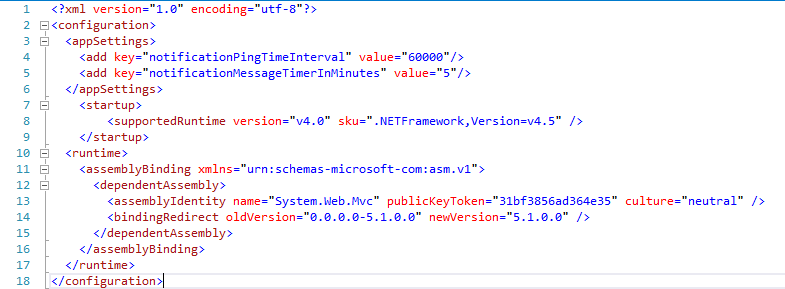 1 <?xml version="1.0" encoding="utf-8"?>
2 <configuration>
3 <appSettings>
4 <add key="notificationPingTimeInterval" value="60000"/>
5 <add key="notificationMessageTimerInMinutes" value="5"/>
6 </appSettings>
7 <startup>
8 <supportedRuntime version="v4.0" sku=".NETFramework,Version=v4.5" />
9 </startup>
10 <runtime>
11 <assemblyBinding xmlns="urn:schemas-microsoft-com:asm.v1">
12 <dependentAssembly>
13 <assemblyIdentity name="System.Web.Mvc" publicKeyToken="31bf3856ad364e35" culture="neutral" />
14 <bindingRedirect oldVersion="0.0.0.0-5.1.0.0" newVersion="5.1.0.0" />
15 </dependentAssembly>
16 </assemblyBinding>
17 </runtime>
18 </configuration>